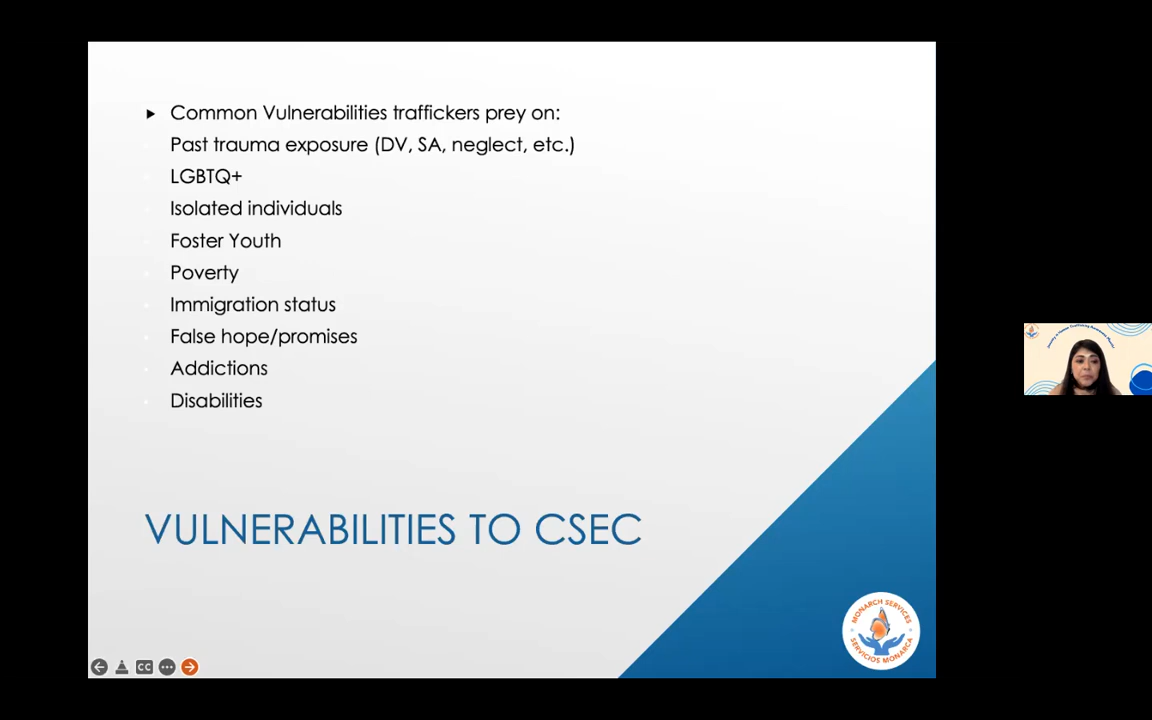 Common Vulnerabilities traffickers prey on:
Past trauma exposure (DV, SA, neglect, etc.)
LGBTQ+
Isolated individuals
Foster Youth
Poverty
Immigration status
False hope/promises
Addictions
Disabilities
VULNERABILITIES TO CSEC
MONARCH SERVICES
SERVICIOS MONARCA
CC